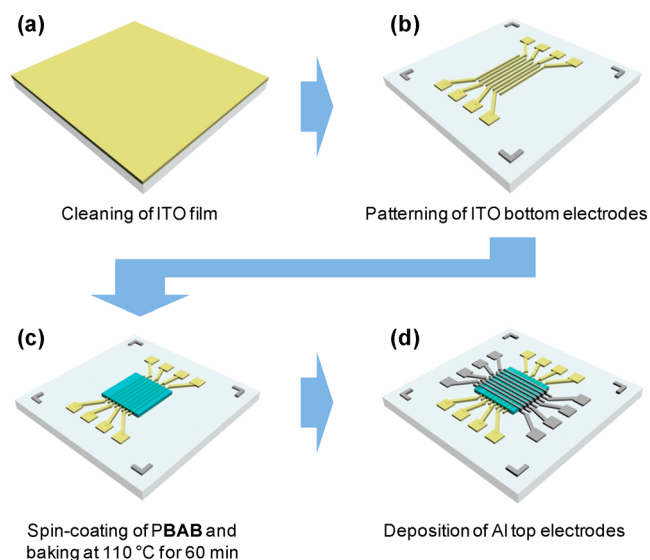 (a)
(b)
Cleaning of ITO film
Patterning of ITO bottom electrodes
(c)
(d)
Spin-coating of PBAB and
baking at 110 °C for 60 min
Deposition of Al top electrodes